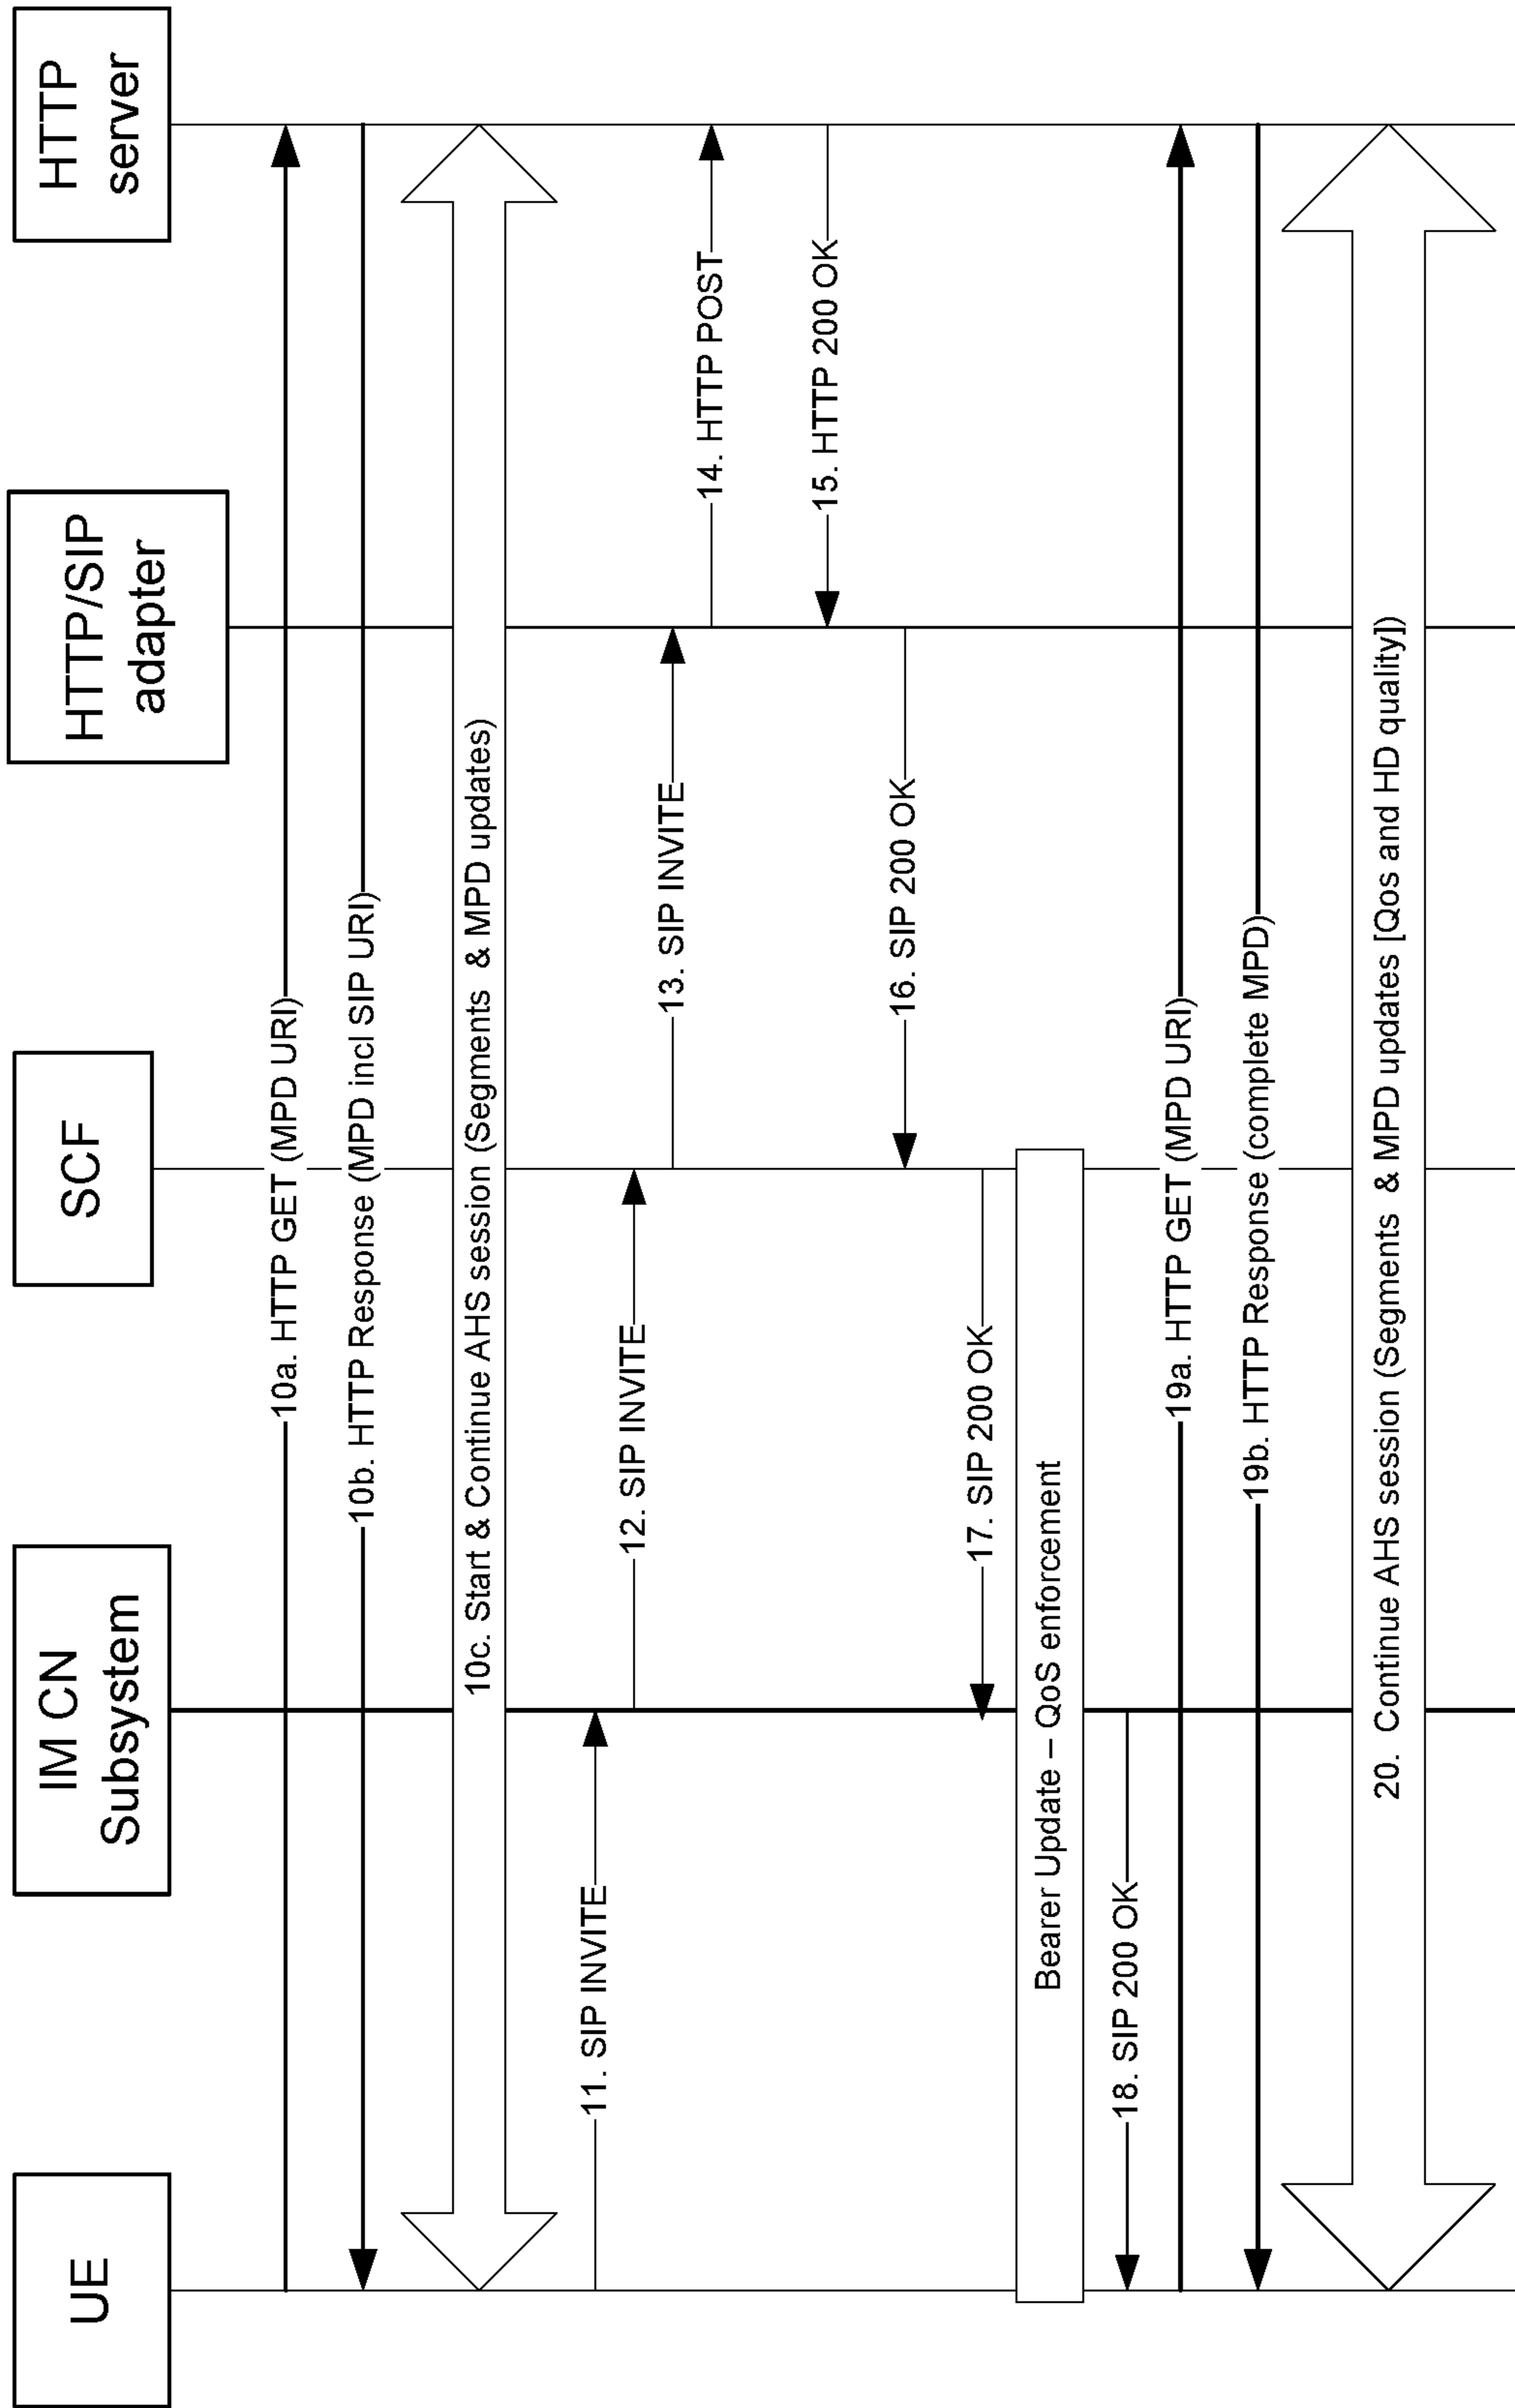 UE
IM CN
Subsystem
SCF
HTTP/SIP
adapter
HTTP
server
10a. HTTP GET (MPD URI)
10b. HTTP Response (MPD incl SIP URI)
10c. Start & Continue AHS session (Segments & MPD updates)
11. SIP INVITE
12. SIP INVITE
13. SIP INVITE
14. HTTP POST
15. HTTP 200 OK
16. SIP 200 OK
17. SIP 200 OK
Bearer Update – QoS enforcement
18. SIP 200 OK
19a. HTTP GET (MPD URI)
19b. HTTP Response (complete MPD)
20. Continue AHS session (Segments & MPD updates [Qos and HD quality])